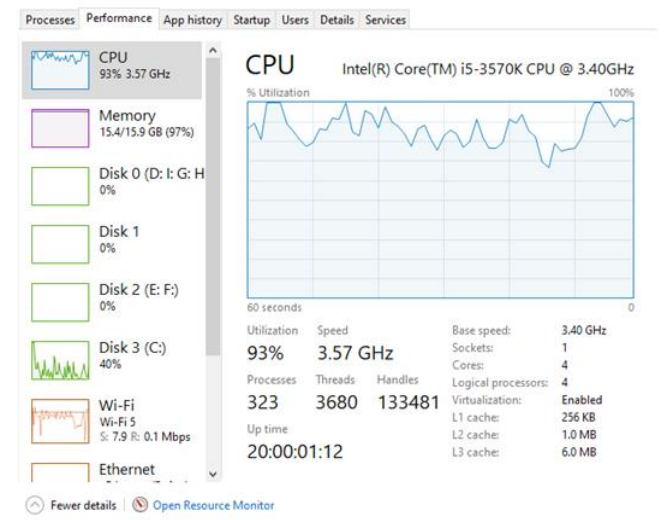 Processes Performance App history Startup Users Details Services
CPU
93% 3.57 GHz
Memory
15.4/15.9 GB (97%)
Disk 0 (D: I: G: H
0%
Disk 1
0%
Disk 2 (E: F:)
0%
Disk 3 (C:)
40%
Wi-Fi
Wi-Fi 5
S: 7.9 R: 0.1 Mbps
Ethernet
CPU Intel(R) Core(TM) i5-3570K CPU @ 3.40GHz
% Utilization 100%
60 seconds 0
Utilization Speed
93% 3.57 GHz
Processes Threads Handles
323 3680 133481
Up time
20:00:01:12
Base speed: 3.40 GHz
Sockets: 1
Cores: 4
Logical processors: 4
Virtualization: Enabled
L1 cache: 256 KB
L2 cache: 1.0 MB
L3 cache: 6.0 MB
Fewer details Open Resource Monitor